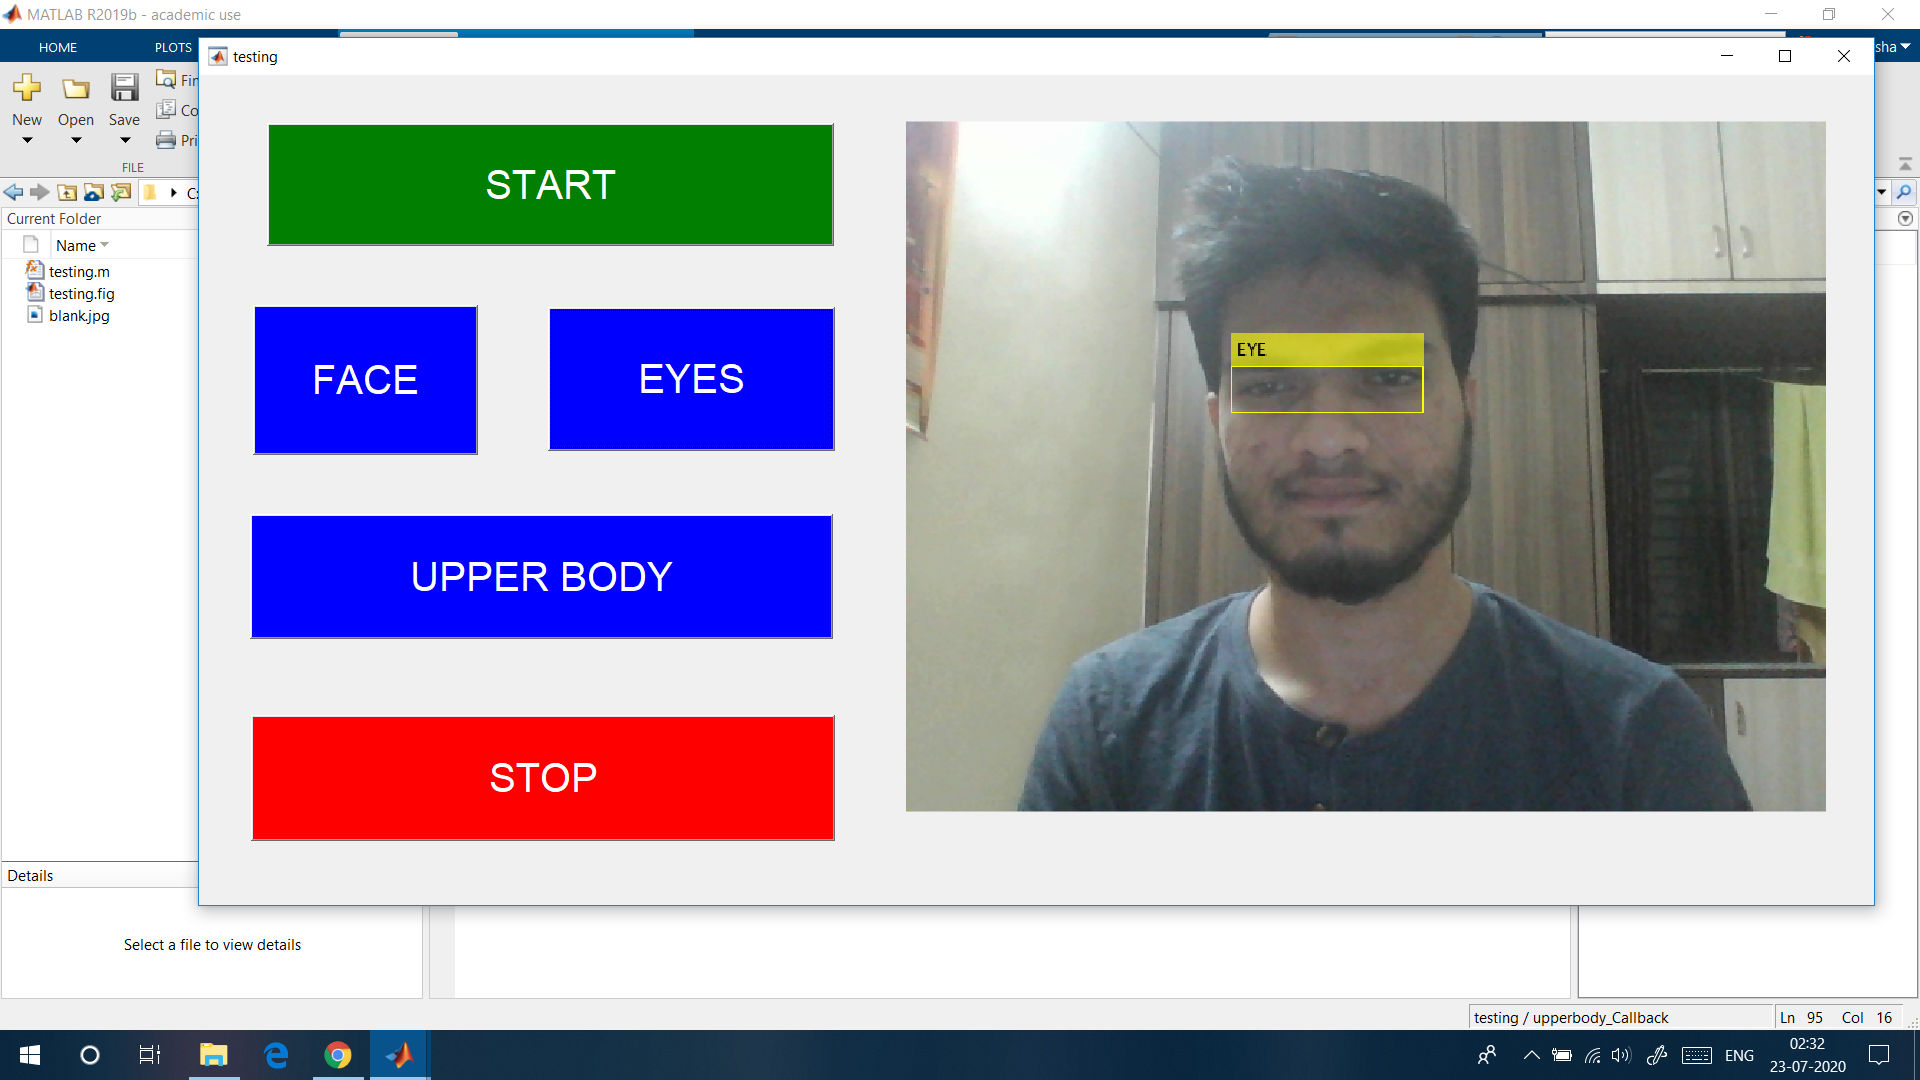 MATLAB R2019b - academic use
HOME
PLOTS
sha
testing
New
Open
Save
Fin
Co
Pri
FILE
C:
Current Folder
Name
testing.m
testing.fig
blank.jpg
START
FACE
EYES
UPPER BODY
STOP
EYE
Details
Select a file to view details
testing / upperbody_Callback
Ln 95 Col 16
ENG
02:32
23-07-2020